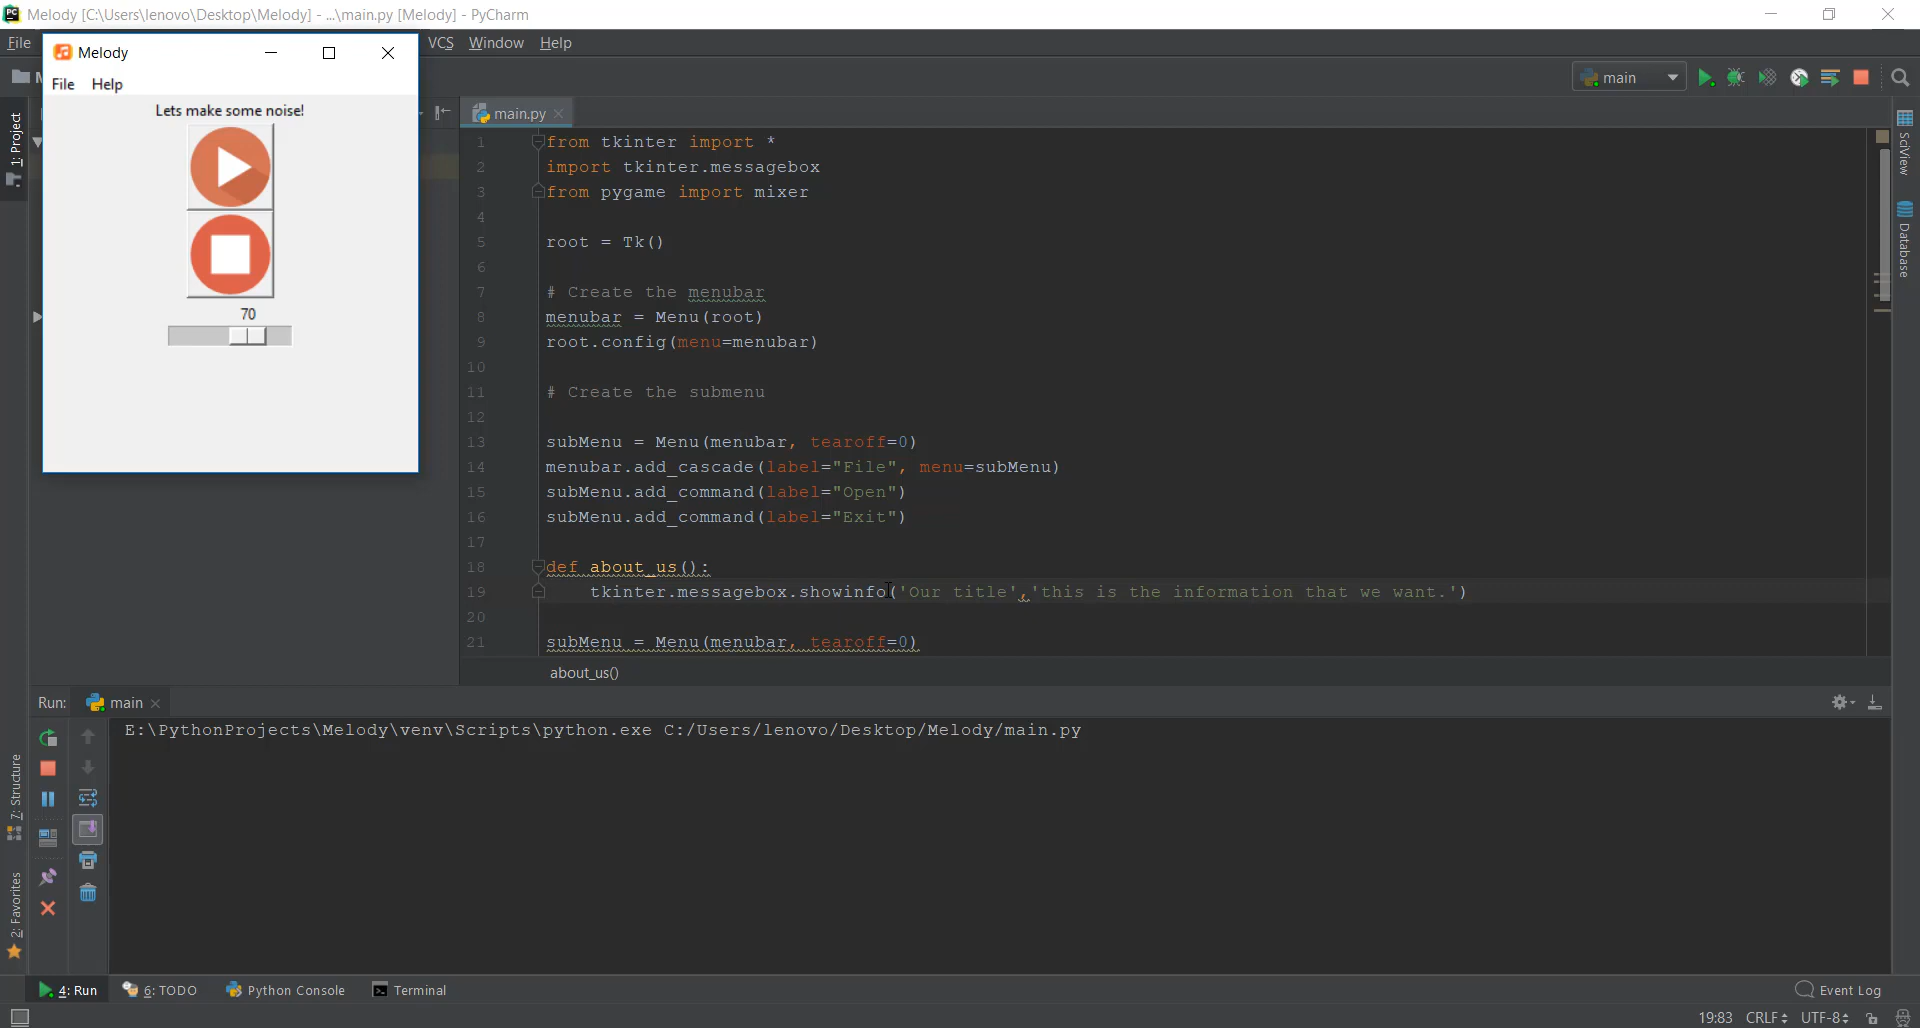 Melody [C:\Users\lenovo\Desktop\Melody] - ...\main.py [Melody] - PyCharm
File
VCS Window Help
Melody
File Help
Lets make some noise!
70
main
1: Project
main.py
1 from tkinter import *
2 import tkinter.messagebox
3 from pygame import mixer
4
5 root = Tk()
6
7 # Create the menubar
8 menubar = Menu(root)
9 root.config(menu=menubar)
10
11 # Create the submenu
12
13 subMenu = Menu(menubar, tearoff=0)
14 menubar.add_cascade(label="File", menu=subMenu)
15 subMenu.add_command(label="Open")
16 subMenu.add_command(label="Exit")
17
18 def about_us():
19 tkinter.messagebox.showinfo('Our title','this is the information that we want.')
20
21 subMenu = Menu(menubar, tearoff=0)
about_us()
SciView
Database
Run: main
E:\PythonProjects\Melody\venv\Scripts\python.exe C:/Users/lenovo/Desktop/Melody/main.py
7: Structure
2: Favorites
4: Run 6: TODO Python Console Terminal
Event Log
19:83 CRLF UTF-8